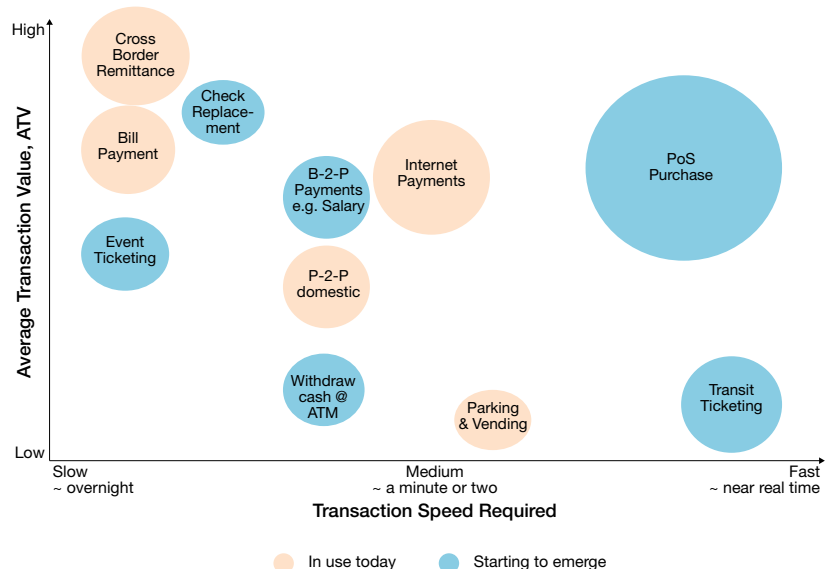 High
Cross
Border
Remittance
Check
Replace-
ment
Bill
Payment
B-2-P
Payments
e.g. Salary
Internet
Payments
PoS
Purchase
Event
Ticketing
P-2-P
domestic
Withdraw
cash @
ATM
Parking
& Vending
Transit
Ticketing
Average Transaction Value, ATV
Low
Slow
~ overnight
Medium
~ a minute or two
Fast
~ near real time
Transaction Speed Required
In use today
Starting to emerge